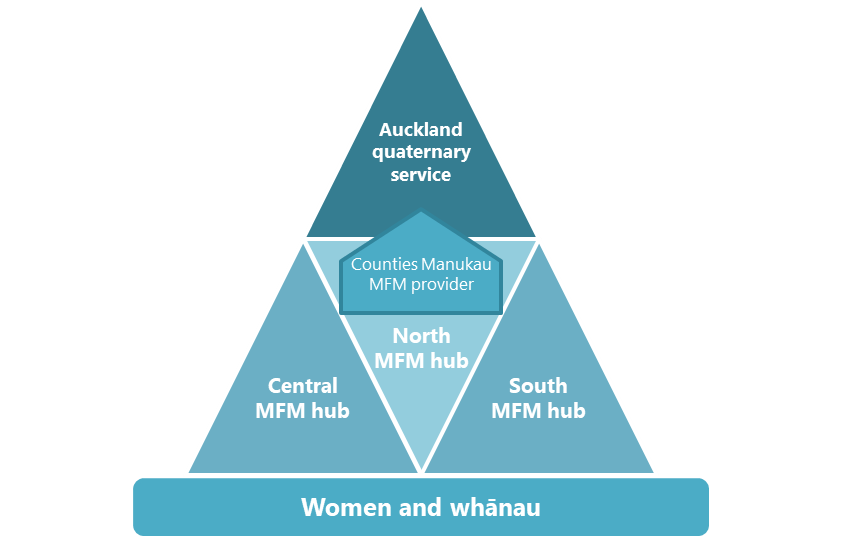 Auckland
quaternary
service
Counties Manukau
MFM provider
North
MFM hub
Central
MFM hub
South
MFM hub
Women and whānau